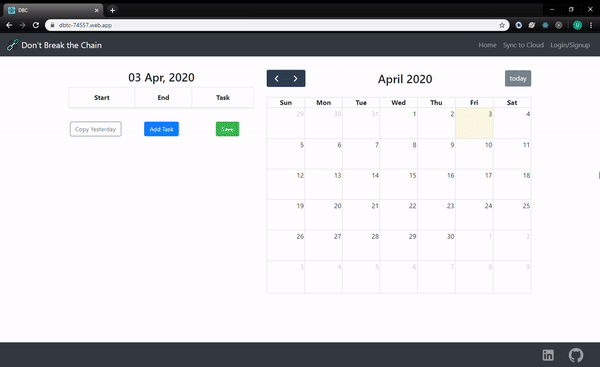 DBC
dbtc-74557.web.app
U
Don't Break the Chain
Home Sync to Cloud Login/Signup
03 Apr, 2020
Start End Task
Copy Yesterday Add Task Save
April 2020
today
Sun Mon Tue Wed Thu Fri Sat
29 30 31 1 2 3 4
5 6 7 8 9 10 11
12 13 14 15 16 17 18
19 20 21 22 23 24 25
26 27 28 29 30 1 2
3 4 5 6 7 8 9
in